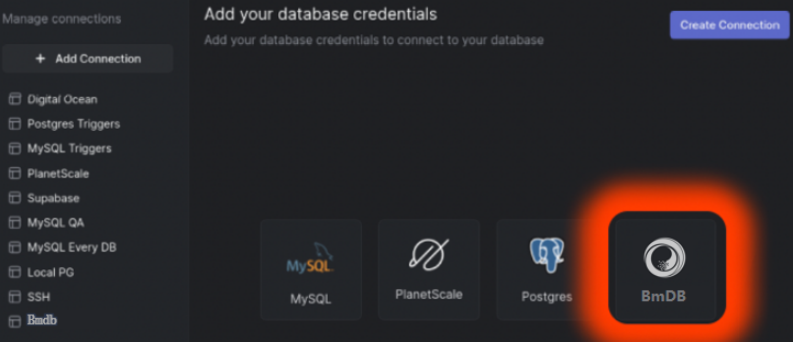 Manage connections
+ Add Connection
Digital Ocean
Postgres Triggers
MySQL Triggers
PlanetScale
Supabase
MySQL QA
MySQL Every DB
Local PG
SSH
Bmdb
Add your database credentials
Add your database credentials to connect to your database
Create Connection
MySQL
MySQL
PlanetScale
Postgres
BmDB